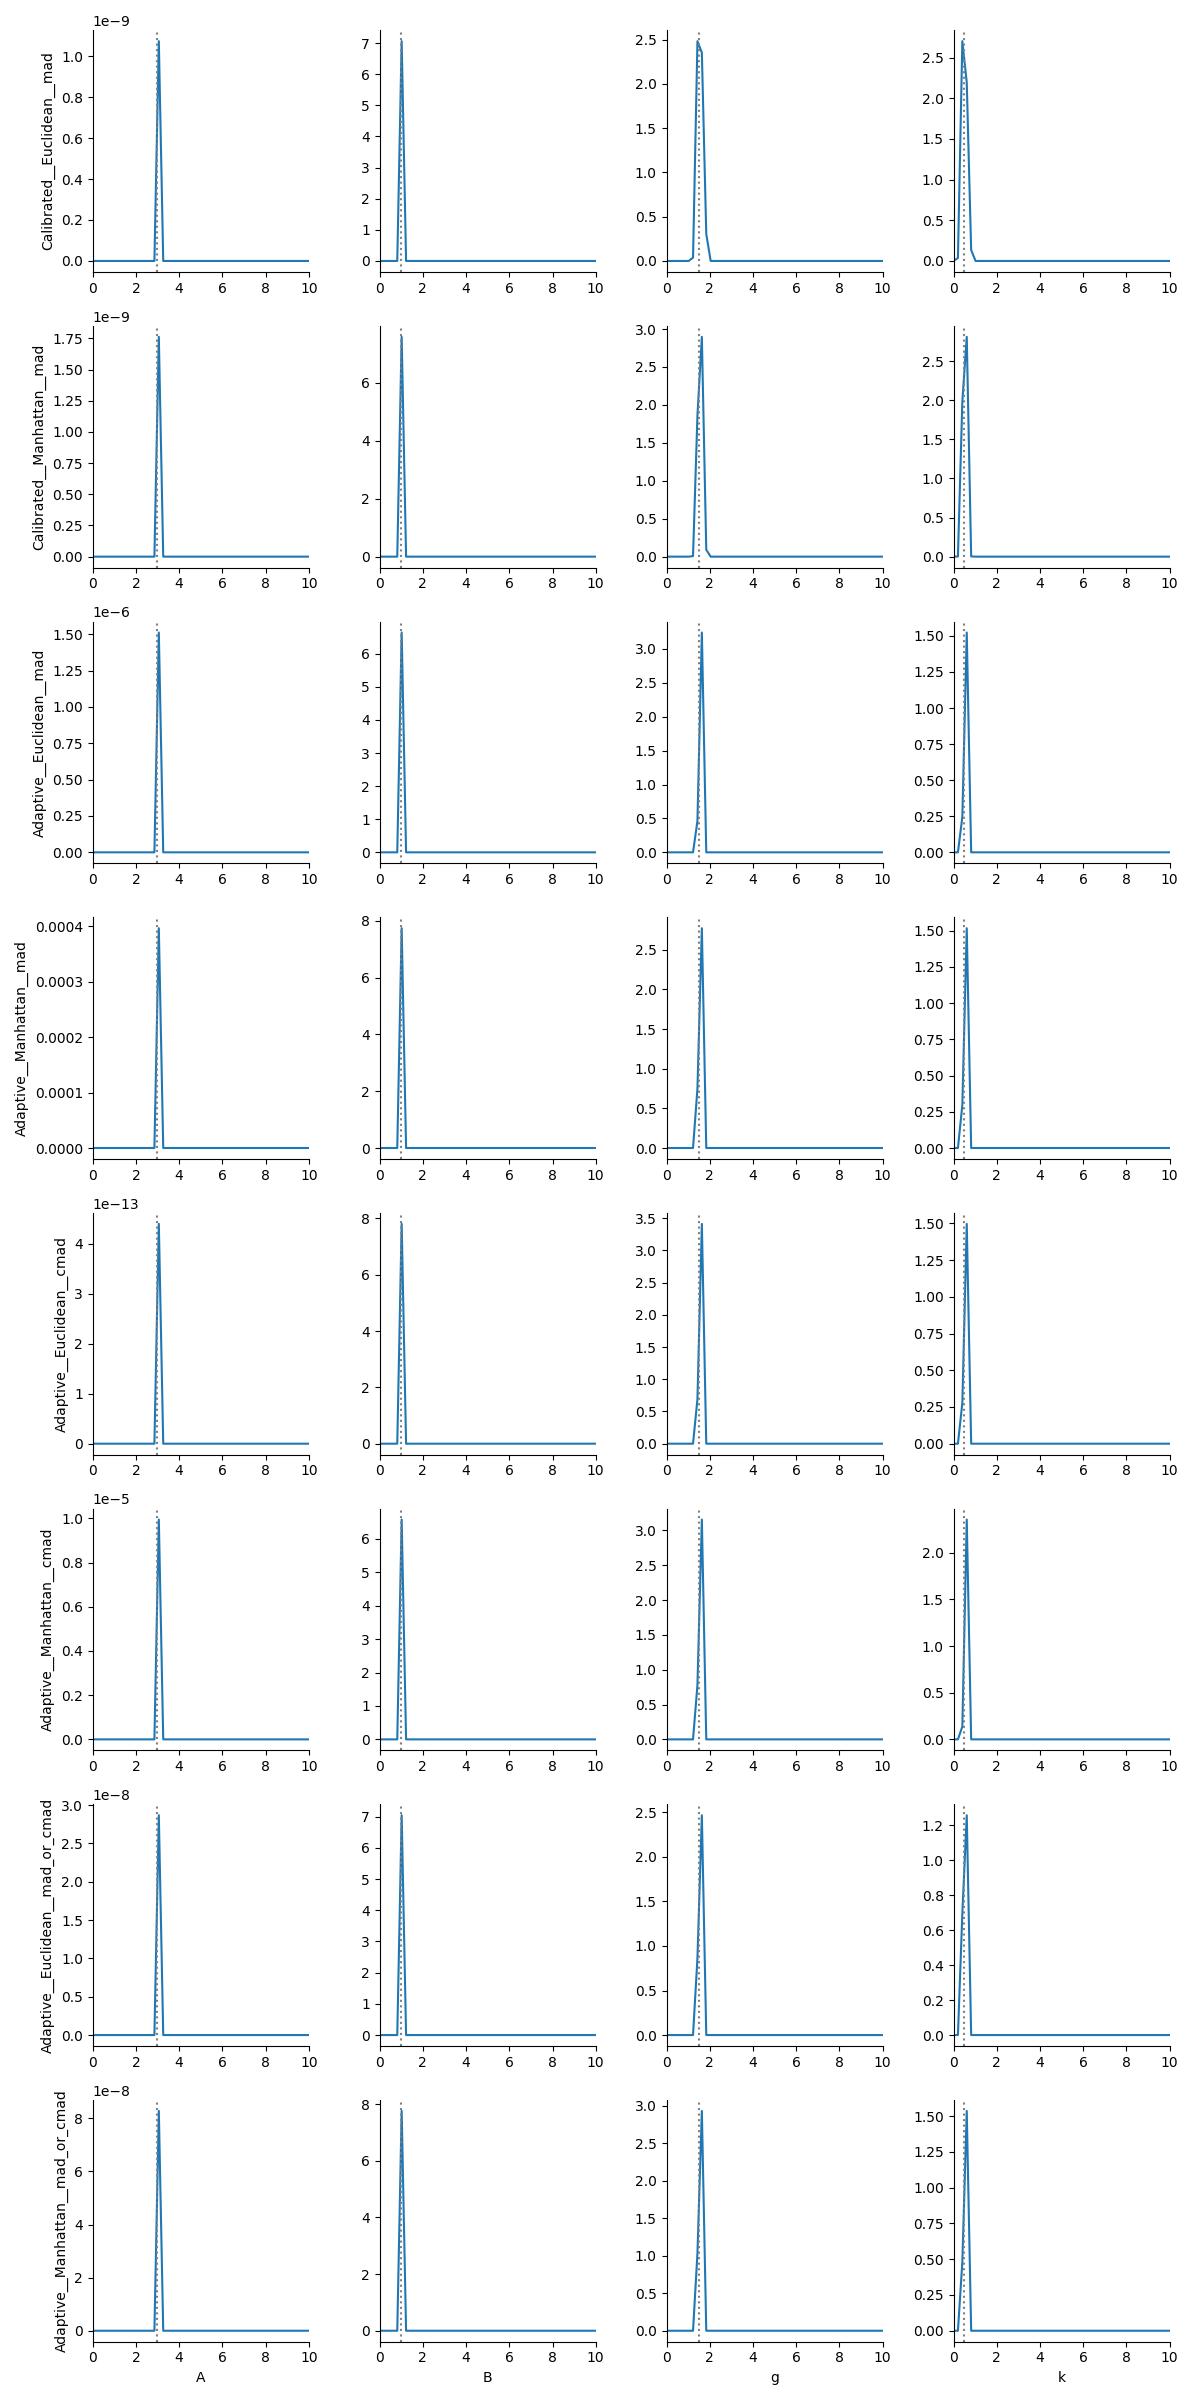 1e−9
Calibrated__Euclidean__mad
1.0 0.8 0.6 0.4 0.2 0.0
0 2 4 6 8 10
7 6 5 4 3 2 1 0
0 2 4 6 8 10
2.5 2.0 1.5 1.0 0.5 0.0
0 2 4 6 8 10
2.5 2.0 1.5 1.0 0.5 0.0
0 2 4 6 8 10
1e−9
Calibrated__Manhattan__mad
1.75 1.50 1.25 1.00 0.75 0.50 0.25 0.00
0 2 4 6 8 10
6 4 2 0
0 2 4 6 8 10
3.0 2.5 2.0 1.5 1.0 0.5 0.0
0 2 4 6 8 10
2.5 2.0 1.5 1.0 0.5 0.0
0 2 4 6 8 10
1e−6
Adaptive__Euclidean__mad
1.50 1.25 1.00 0.75 0.50 0.25 0.00
0 2 4 6 8 10
6 5 4 3 2 1 0
0 2 4 6 8 10
3.0 2.5 2.0 1.5 1.0 0.5 0.0
0 2 4 6 8 10
1.50 1.25 1.00 0.75 0.50 0.25 0.00
0 2 4 6 8 10
Adaptive__Manhattan__mad
0.0004 0.0003 0.0002 0.0001 0.0000
0 2 4 6 8 10
8 6 4 2 0
0 2 4 6 8 10
2.5 2.0 1.5 1.0 0.5 0.0
0 2 4 6 8 10
1.50 1.25 1.00 0.75 0.50 0.25 0.00
0 2 4 6 8 10
1e−13
Adaptive__Euclidean__cmad
4 3 2 1 0
0 2 4 6 8 10
8 6 4 2 0
0 2 4 6 8 10
3.5 3.0 2.5 2.0 1.5 1.0 0.5 0.0
0 2 4 6 8 10
1.50 1.25 1.00 0.75 0.50 0.25 0.00
0 2 4 6 8 10
1e−5
Adaptive__Manhattan__cmad
1.0 0.8 0.6 0.4 0.2 0.0
0 2 4 6 8 10
6 5 4 3 2 1 0
0 2 4 6 8 10
3.0 2.5 2.0 1.5 1.0 0.5 0.0
0 2 4 6 8 10
2.0 1.5 1.0 0.5 0.0
0 2 4 6 8 10
1e−8
Adaptive__Euclidean__mad_or_cmad
3.0 2.5 2.0 1.5 1.0 0.5 0.0
0 2 4 6 8 10
7 6 5 4 3 2 1 0
0 2 4 6 8 10
2.5 2.0 1.5 1.0 0.5 0.0
0 2 4 6 8 10
1.2 1.0 0.8 0.6 0.4 0.2 0.0
0 2 4 6 8 10
1e−8
Adaptive__Manhattan__mad_or_cmad
8 6 4 2 0
0 2 4 6 8 10
A
8 6 4 2 0
0 2 4 6 8 10
B
3.0 2.5 2.0 1.5 1.0 0.5 0.0
0 2 4 6 8 10
g
1.50 1.25 1.00 0.75 0.50 0.25 0.00
0 2 4 6 8 10
k